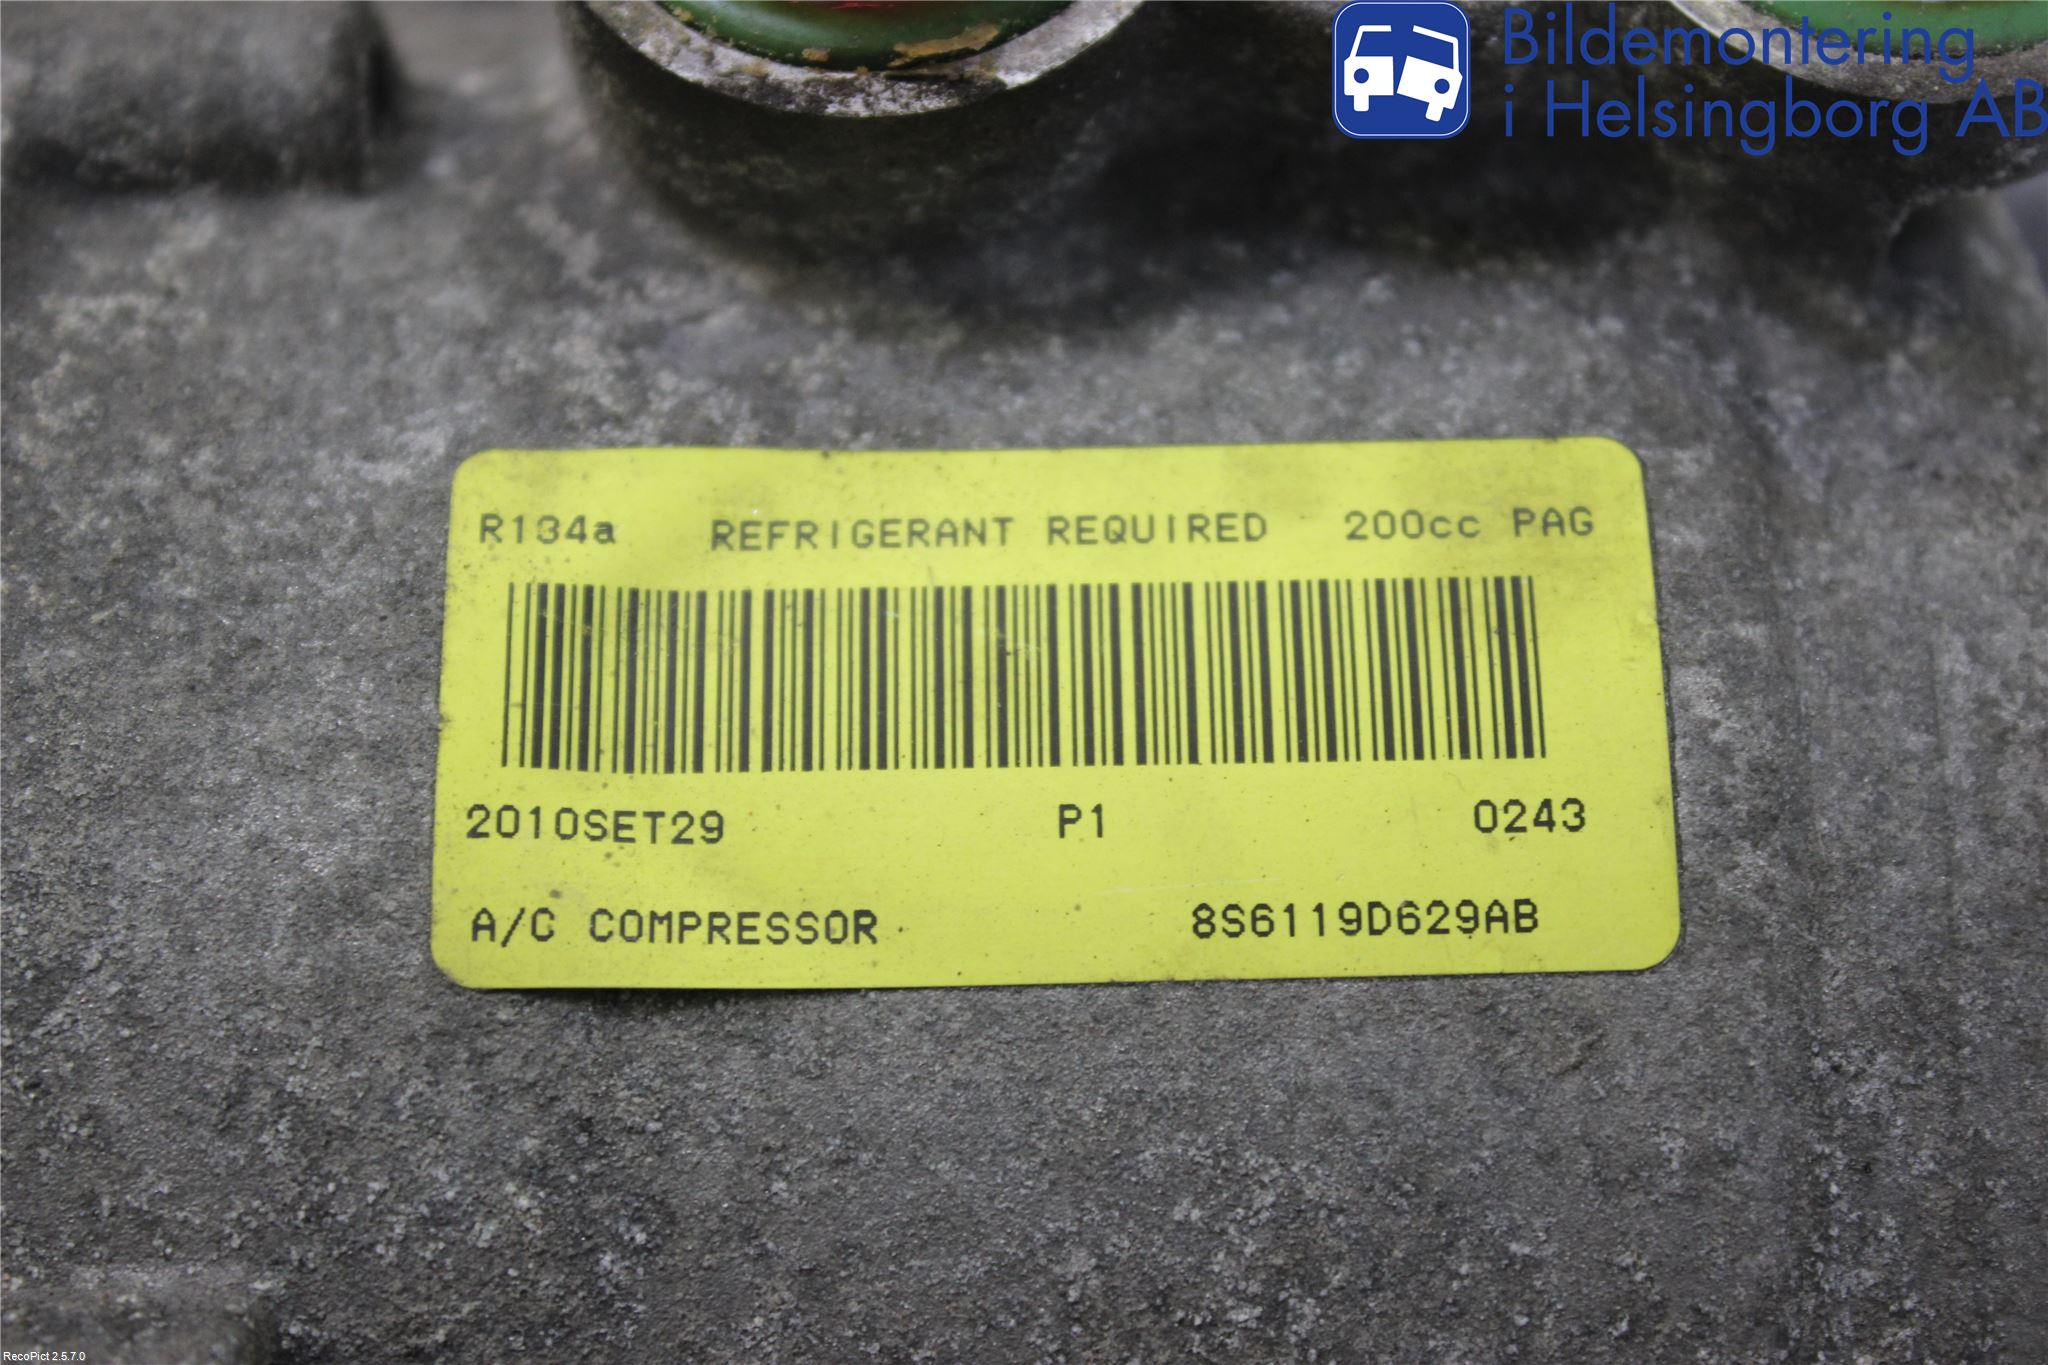 Bildemontering
i Helsingborg AB
R134a REFRIGERANT REQUIRED 200cc PAG
2010SET29 P1 0243
A/C COMPRESSOR 8S6119D629AB
RecoPict 2.5.7.0